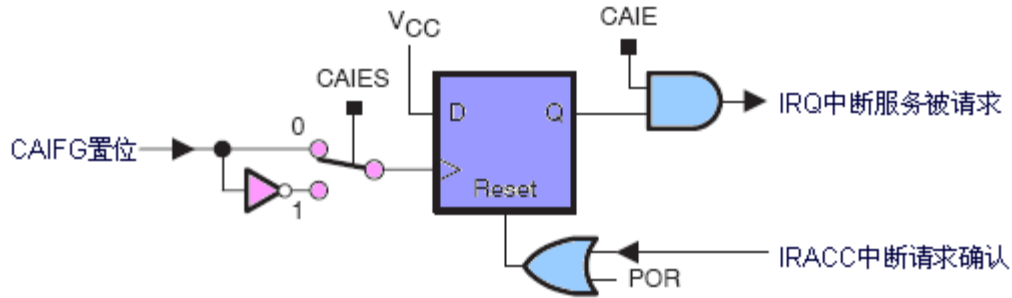 VCC
CAIE
CAIES
D
Q
IRQ中断服务被请求
0
CAIFG置位
Reset
1
IRACC中断请求确认
POR